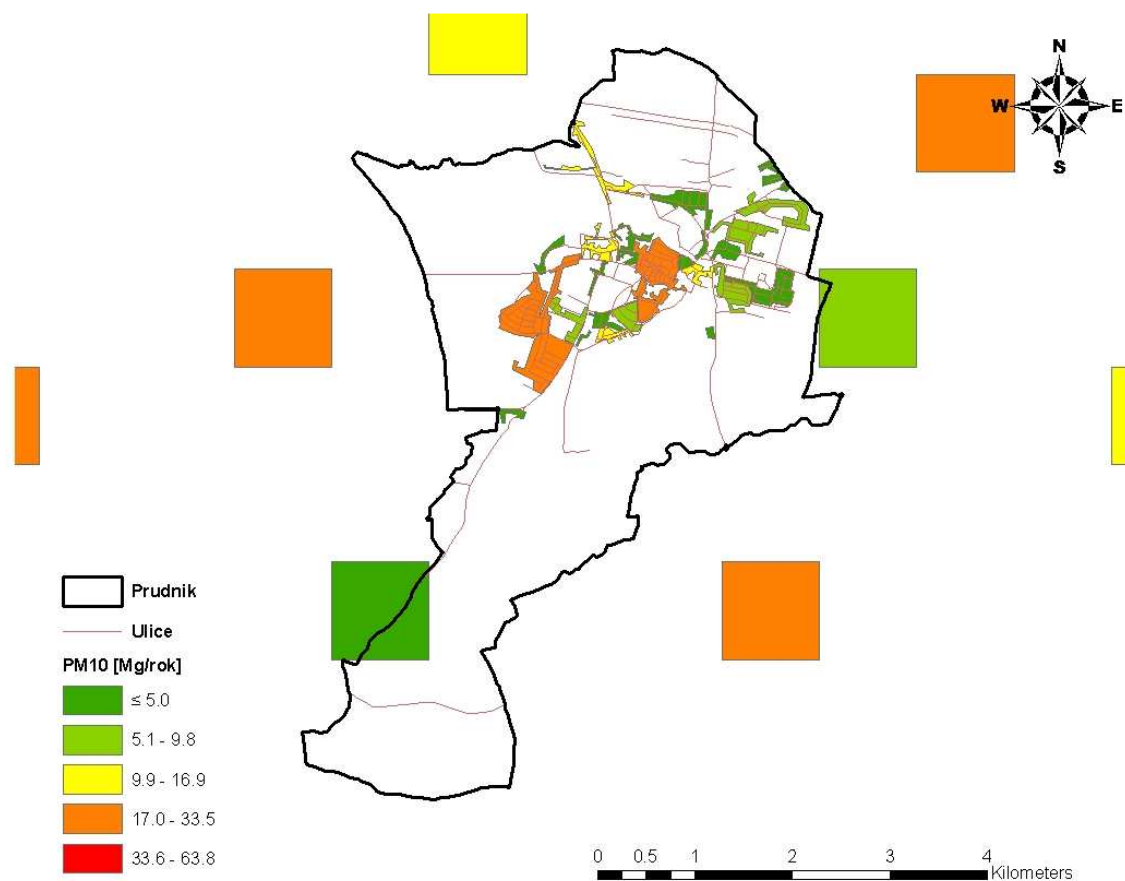 N
W E
S
Prudnik
Ulice
PM10 [Mg/rok]
≤ 5.0
5.1 - 9.8
9.9 - 16.9
17.0 - 33.5
33.6 - 63.8
0 0.5 1 2 3 4
Kilometers